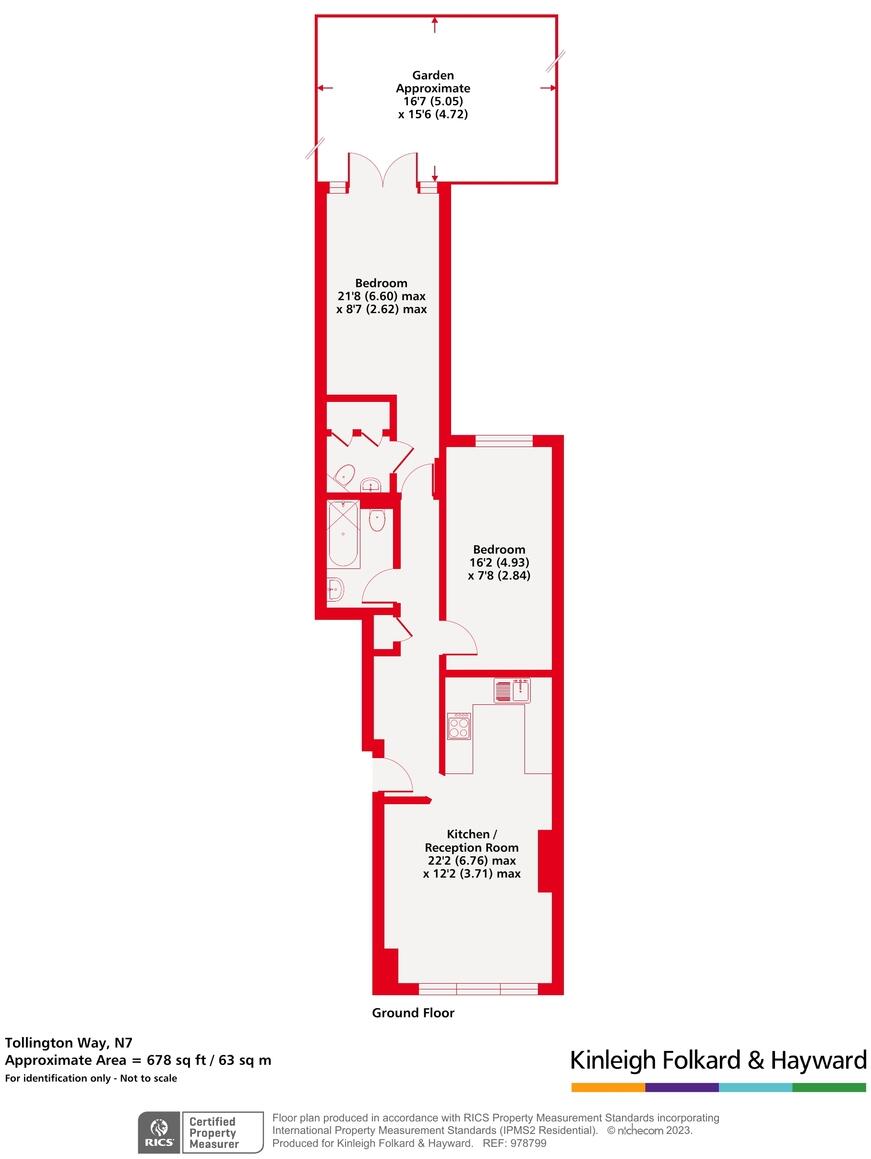 Garden
Approximate
16'7 (5.05)
x 15'6 (4.72)
Bedroom
21'8 (6.60) max
x 8'7 (2.62) max
Bedroom
16'2 (4.93)
x 7'8 (2.84)
Kitchen /
Reception Room
22'2 (6.76) max
x 12'2 (3.71) max
Ground Floor
Tollington Way, N7
Approximate Area = 678 sq ft / 63 sq m
For identification only - Not to scale
Kinleigh Folkard & Hayward
RICS
Certified
Property
Measurer
Floor plan produced in accordance with RICS Property Measurement Standards incorporating
International Property Measurement Standards (IPMS2 Residential). © nichecom 2023.
Produced for Kinleigh Folkard & Hayward. REF: 978799